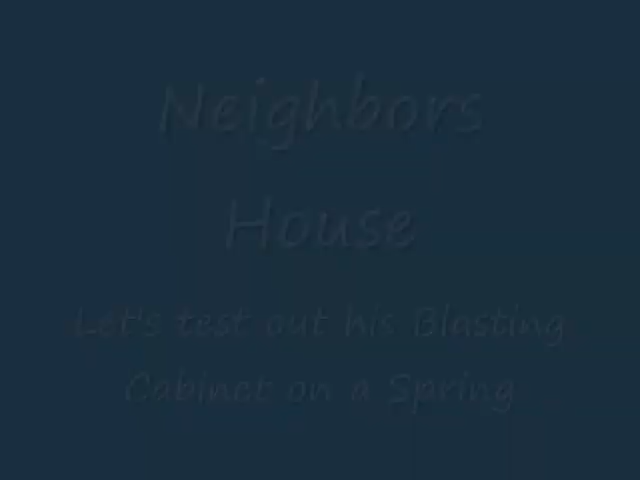 Neighbors
House
Let's test out his Blasting
Cabinet on a Spring